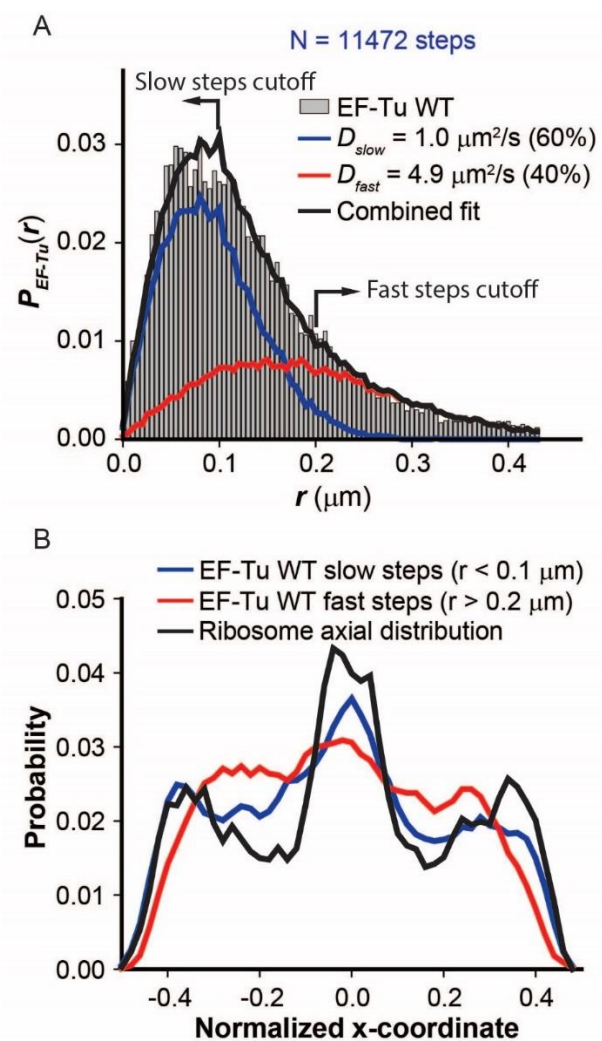 A
N = 11472 steps
Slow steps cutoff
EF-Tu WT
D_slow = 1.0 μm²/s (60%)
D_fast = 4.9 μm²/s (40%)
Combined fit
Fast steps cutoff
P_EF-Tu(r)
0.03
0.02
0.01
0.00
0.0 0.1 0.2 0.3 0.4
r (μm)
B
EF-Tu WT slow steps (r < 0.1 μm)
EF-Tu WT fast steps (r > 0.2 μm)
Ribosome axial distribution
Probability
0.05
0.04
0.03
0.02
0.01
0.00
-0.4 -0.2 0.0 0.2 0.4
Normalized x-coordinate